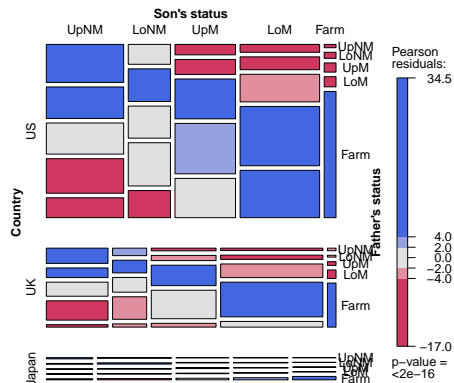 Son's status
UpNM LoNM UpM LoM Farm
Pearson
residuals:
34.5
4.0
2.0
0.0
−2.0
−4.0
−17.0
p−value =
<2e−16
Country
US
UK
Japan
Father's status
UpNM
LoNM
UpM
LoM
Farm
UpNM
LoNM
UpM
LoM
Farm
UpNM
LoNM
UpM
LoM
Farm